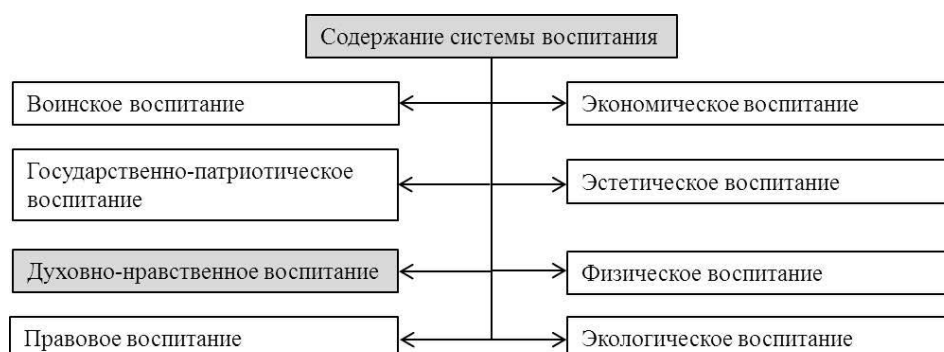 Содержание системы воспитания
Воинское воспитание
Экономическое воспитание
Государственно-патриотическое
воспитание
Эстетическое воспитание
Духовно-нравственное воспитание
Физическое воспитание
Правовое воспитание
Экологическое воспитание